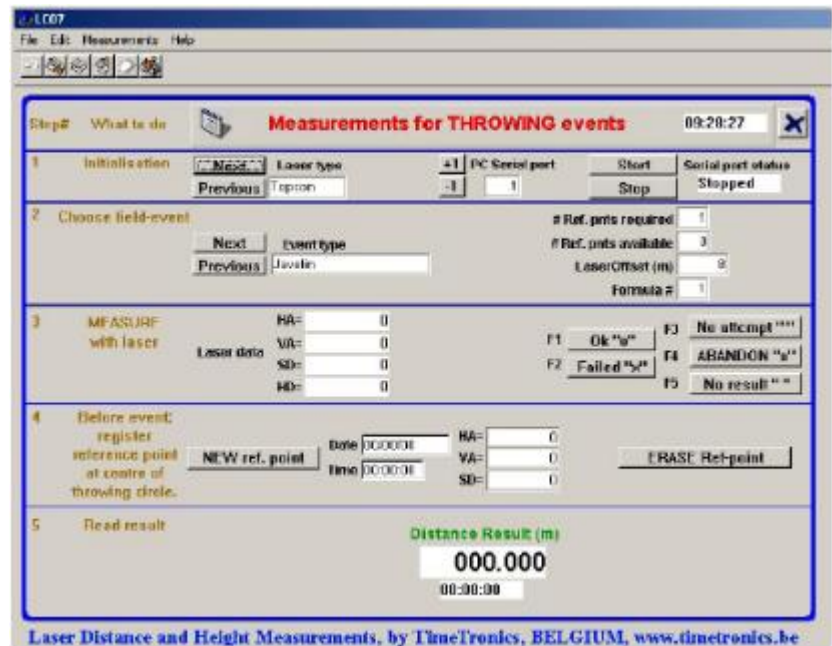 LC07
File Edit Measurements Help
Step# What to do Measurements for THROWING events 09:28:27
1 Initialisation Next Laser type +1 PC Serial port Start Serial port status
Previous Topcon -1 1 Stop Stopped
2 Choose field-event # Ref. pnts required 1
Next Event type # Ref. pnts available 3
Previous Javelin LaserOffset (m) 8
Formula # 1
3 MEASURE with laser
Laser data
HA= 0
VA= 0
SD= 0
HD= 0
F1 Ok "o"
F2 Failed "x"
F3 No attempt
F4 ABANDON
F5 No result " "
4 Before event;
register
reference point
at centre of
throwing circle.
NEW ref. point
Date
Time
HA= 0
VA= 0
SD= 0
ERASE Ref-point
5 Read result
Distance Result (m)
000.000
00:00:00
Laser Distance and Height Measurements, by TimeTronics, BELGIUM, www.timetronics.be